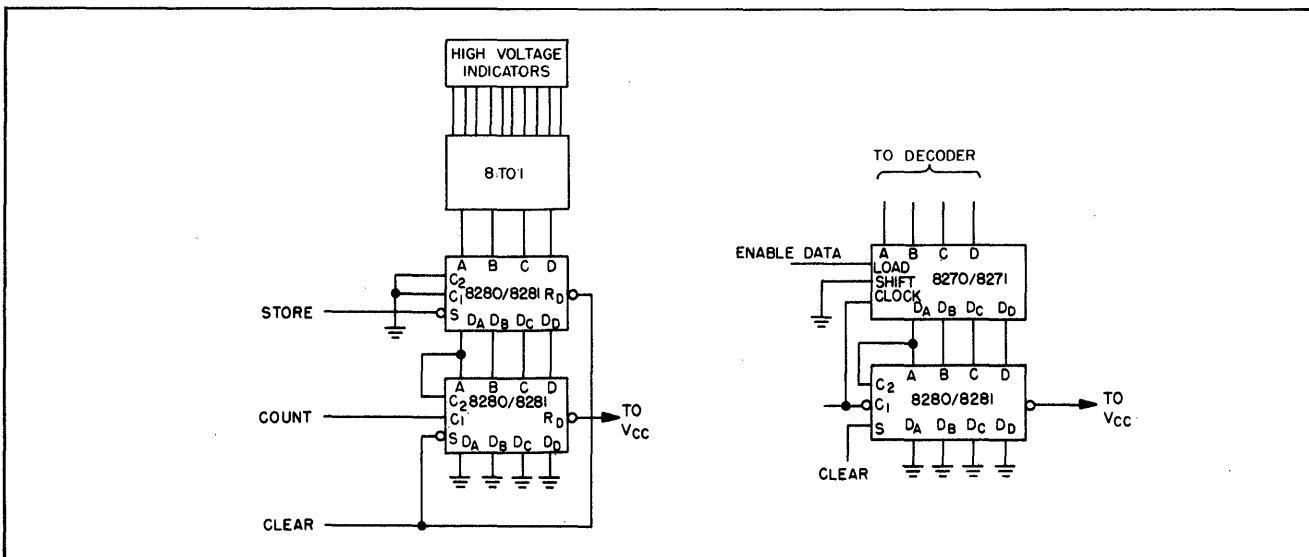 HIGH VOLTAGE
INDICATORS
8 TO 1
A B C D
C2
8280/8281 RD
C1
STORE
S
DA DB DC DD
A B C D
C2
8280/8281
COUNT
C1
RD
TO
VCC
S
DA DB DC DD
CLEAR
TO DECODER
ENABLE DATA
A B C D
LOAD
8270/8271
SHIFT
CLOCK
DA DB DC DD
A B C D
C2
8280/8281
C1
TO
VCC
S
DA DB DC DD
CLEAR